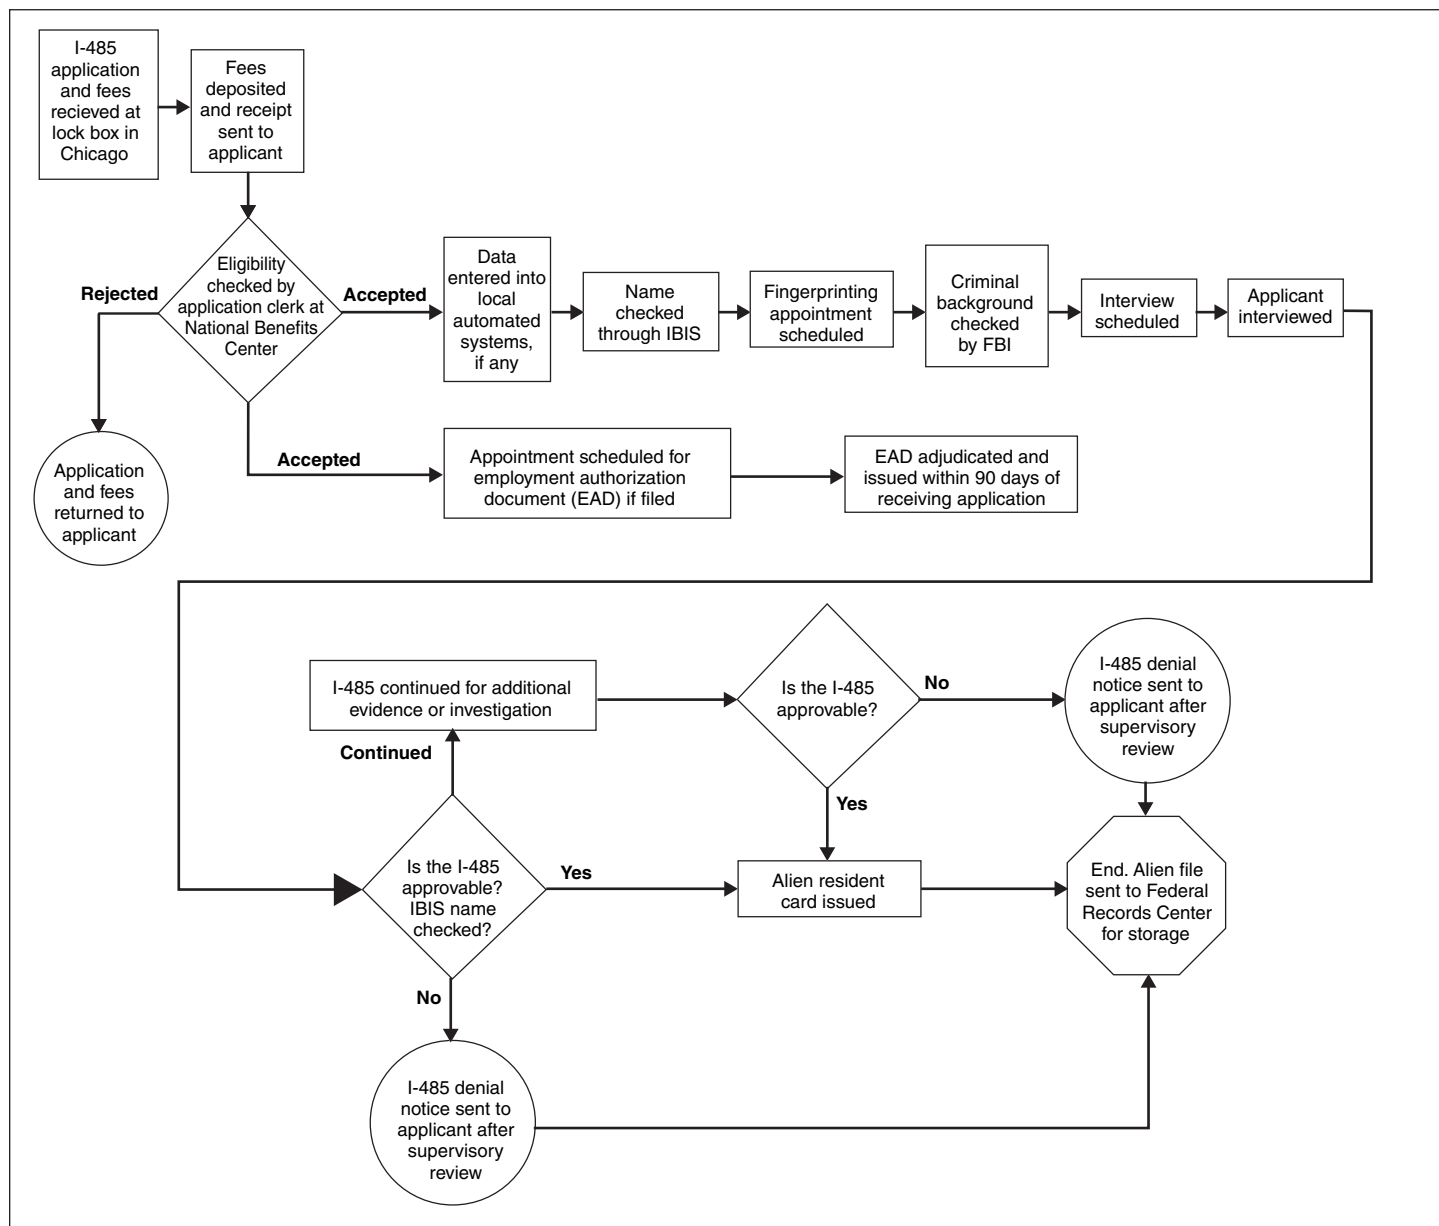 I-485
application
and fees
recieved at
lock box in
Chicago
Fees
deposited
and receipt
sent to
applicant
Eligibility
checked by
application clerk at
National Benefits
Center
Rejected
Accepted
Data
entered into
local
automated
systems,
if any
Name
checked
through IBIS
Fingerprinting
appointment
scheduled
Criminal
background
checked
by FBI
Interview
scheduled
Applicant
interviewed
Application
and fees
returned to
applicant
Accepted
Appointment scheduled for
employment authorization
document (EAD) if filed
EAD adjudicated and
issued within 90 days of
receiving application
I-485 continued for additional
evidence or investigation
Continued
Is the I-485
approvable?
No
I-485 denial
notice sent to
applicant after
supervisory
review
Yes
Is the I-485
approvable?
IBIS name
checked?
Yes
Alien resident
card issued
End. Alien file
sent to Federal
Records Center
for storage
No
I-485 denial
notice sent to
applicant after
supervisory
review